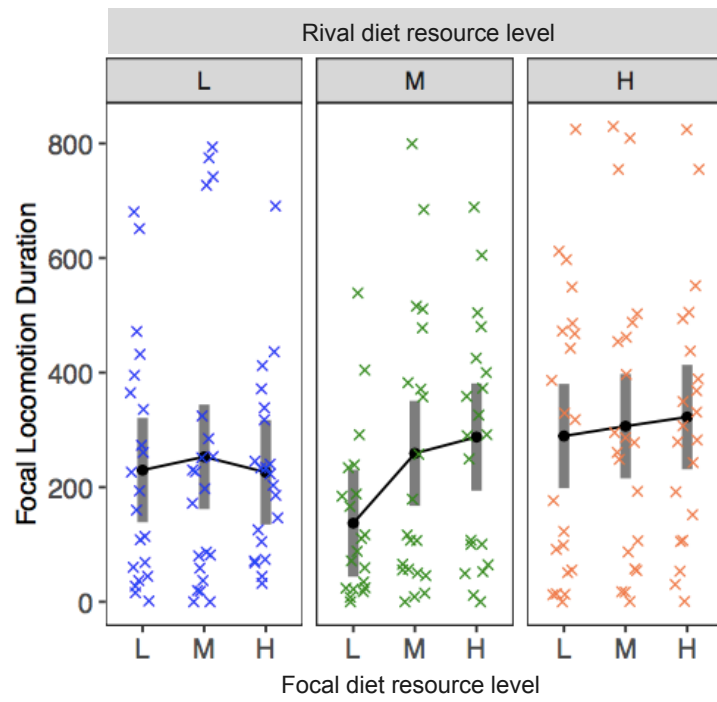 Rival diet resource level
L M H
Focal Locomotion Duration
800
600
400
200
0
L M H L M H L M H
Focal diet resource level